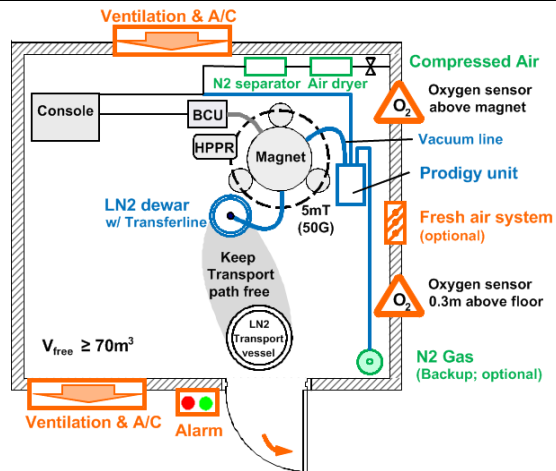 Ventilation & A/C
Compressed Air
N2 separator
Air dryer
Console
BCU
HPPR
Magnet
O2
Oxygen sensor
above magnet
Vacuum line
Prodigy unit
LN2 dewar
w/ Transferline
5mT
(50G)
Fresh air system
(optional)
Keep
Transport
path free
O2
Oxygen sensor
0.3m above floor
LN2
Transport
vessel
Vfree ≥ 70m³
N2 Gas
(Backup; optional)
Ventilation & A/C
Alarm